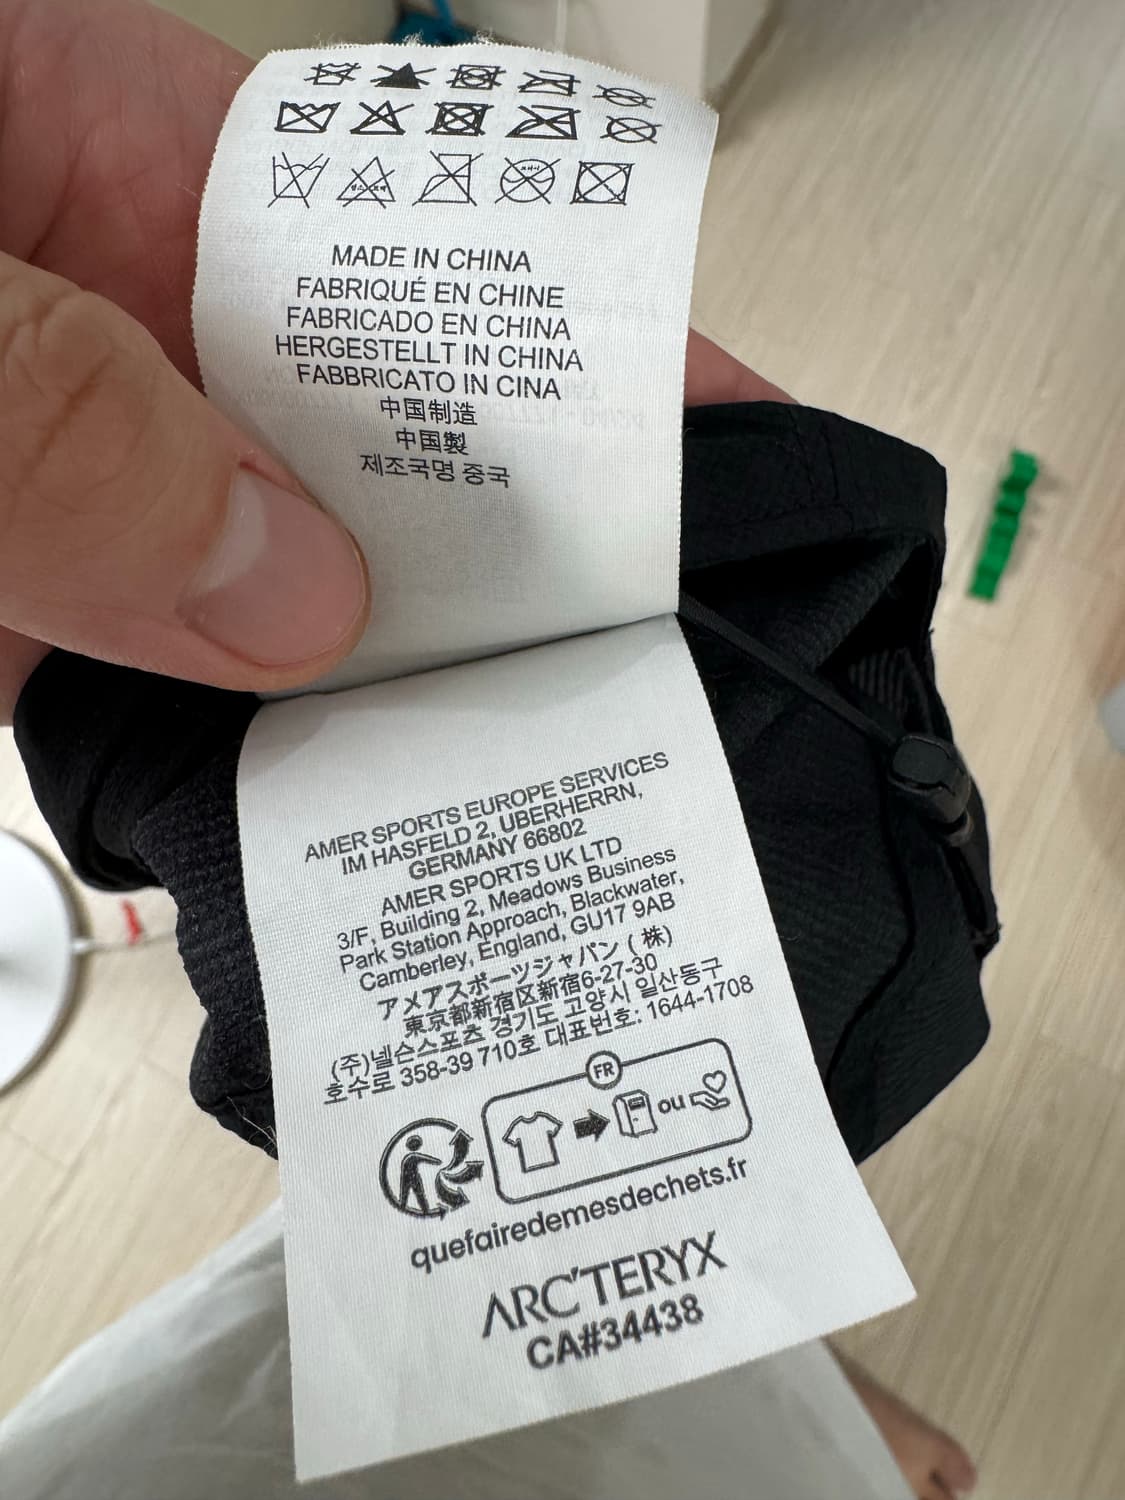 MADE IN CHINA
FABRIQUÉ EN CHINE
FABRICADO EN CHINA
HERGESTELLT IN CHINA
FABBRICATO IN CINA
中国制造
中国製
제조국명 중국
AMER SPORTS EUROPE SERVICES
IM HASFELD 2, UBERHERRN,
GERMANY 66802
AMER SPORTS UK LTD
3/F, Building 2, Meadows Business
Park Station Approach, Blackwater,
Camberley, England, GU17 9AB
アメアスポーツジャパン ( 株)
東京都新宿区新宿6-27-30
(주)넬슨스포츠 경기도 고양시 일산동구
호수로 358-39 710호 대표번호: 1644-1708
FR
ou
quefairedemesdechets.fr
ARC'TERYX
CA#34438